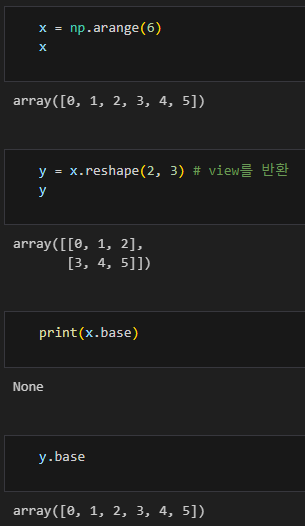 x = np.arange(6)
x
array([0, 1, 2, 3, 4, 5])
y = x.reshape(2, 3) # view를 반환
y
array([[0, 1, 2],
       [3, 4, 5]])
print(x.base)
None
y.base
array([0, 1, 2, 3, 4, 5])